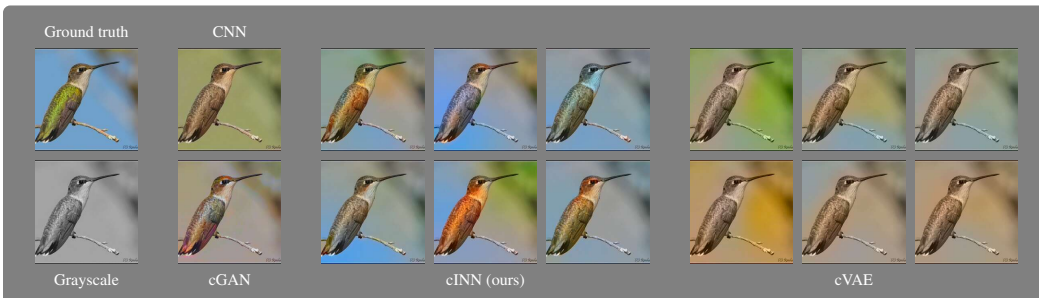 Ground truth
CNN
Grayscale
cGAN
cINN (ours)
cVAE